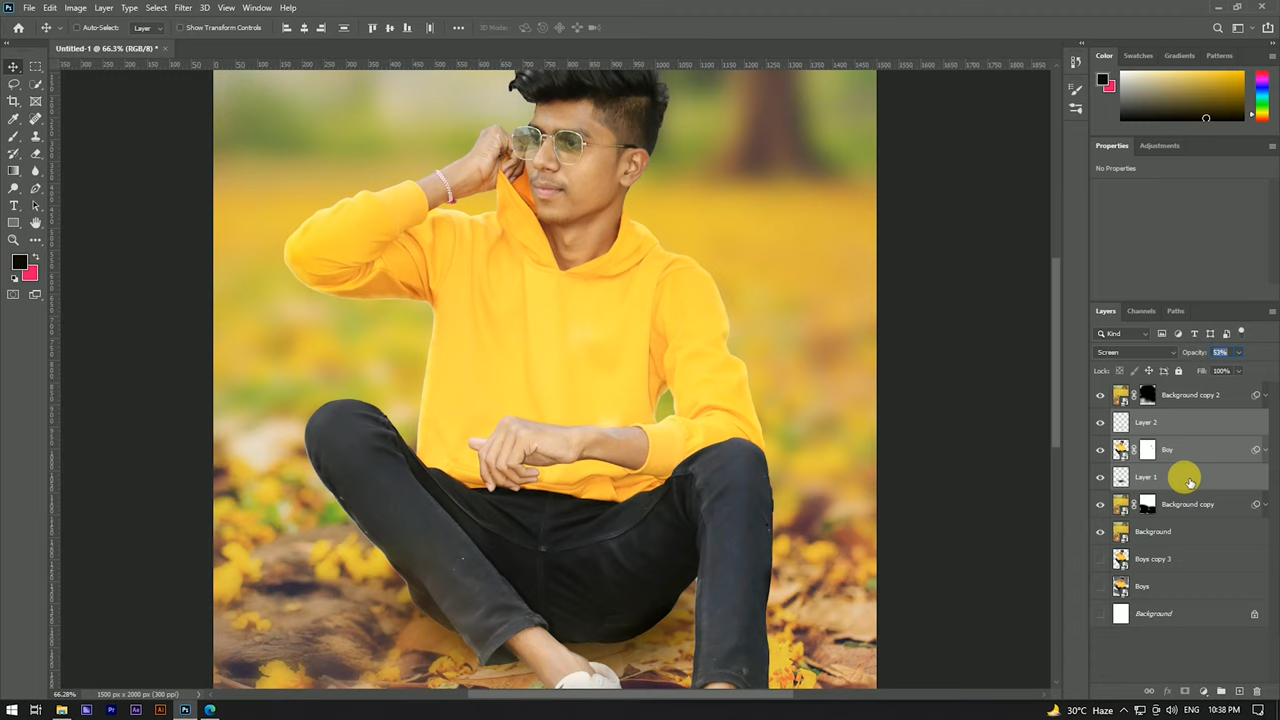 File Edit Image Layer Type Select Filter 3D View Window Help
Auto-Select: Layer Show Transform Controls 3D Mode:
Untitled-1 @ 66.3% (RGB/8) *
Color Swatches Gradients Patterns
Properties Adjustments
No Properties
Layers Channels Paths
Kind
Screen Opacity: 53%
Lock: Fill: 100%
Background copy 2
Layer 2
Boy
Layer 1
Background copy
Background
Boys copy 3
Boys
Background
66.28% 1500 px x 2000 px (300 ppi)
30°C Haze ENG 10:38 PM